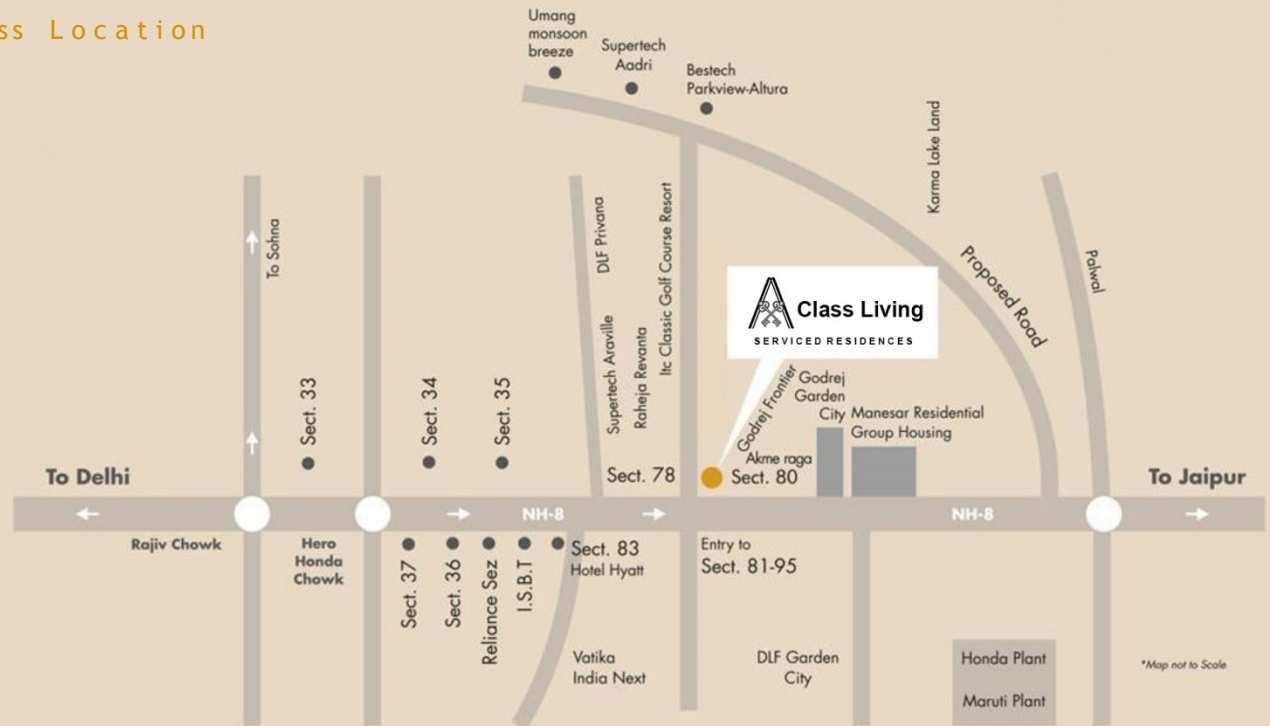 ss Location
Umang
monsoon
breeze
Supertech
Aadri
Bestech
Parkview-Altura
Karma Lake Land
To Sohna
DLF Privana
Itc Classic Golf Course Resort
Proposed Road
Palwal
A Class Living
SERVICED RESIDENCES
Supertech Araville
Raheja Revanta
Godrej Frontier
Godrej
Garden
City
Manesar Residential
Group Housing
Sect. 33
Sect. 34
Sect. 35
Akme raga
Sect. 78
Sect. 80
To Delhi
To Jaipur
NH-8
NH-8
Rajiv Chowk
Hero
Honda
Chowk
Sect. 37
Sect. 36
Reliance Sez
I.S.B.T
Sect. 83
Hotel Hyatt
Entry to
Sect. 81-95
Vatika
India Next
DLF Garden
City
Honda Plant
Maruti Plant
*Map not to Scale